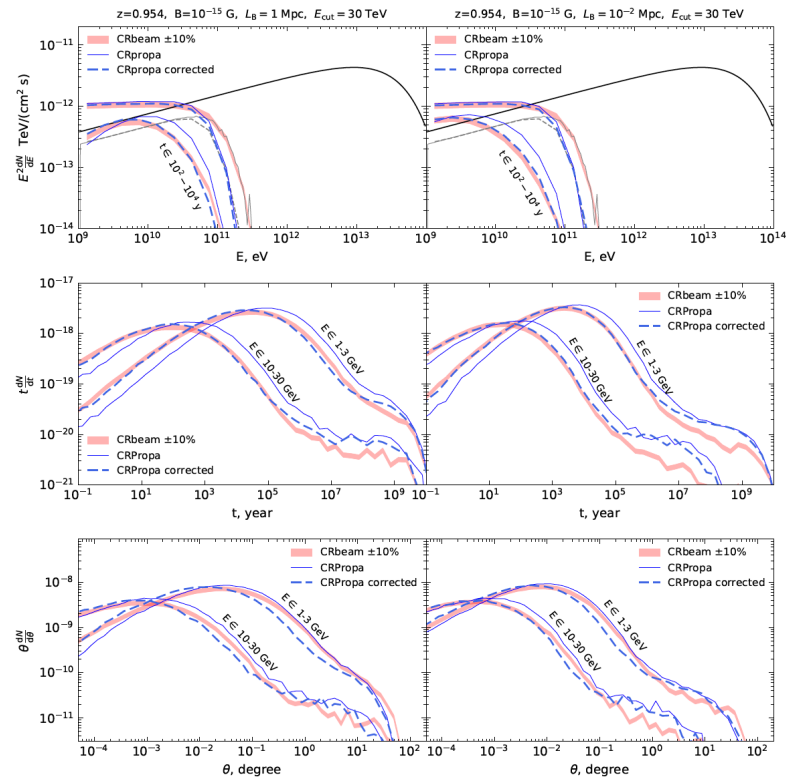 z=0.954, B=10⁻¹⁵ G, L_B = 1 Mpc, E_cut = 30 TeV
z=0.954, B=10⁻¹⁵ G, L_B = 10⁻² Mpc, E_cut = 30 TeV
E² dN/dE TeV/(cm² s)
10⁻¹¹
10⁻¹²
10⁻¹³
10⁻¹⁴
CRbeam ±10%
CRpropa
CRpropa corrected
t ∈ 10² − 10⁴ y
10⁹ 10¹⁰ 10¹¹ 10¹² 10¹³
E, eV
CRbeam ±10%
CRpropa
CRpropa corrected
t ∈ 10² − 10⁴ y
10⁹ 10¹⁰ 10¹¹ 10¹² 10¹³ 10¹⁴
E, eV
t dN/dt
10⁻¹⁷
10⁻¹⁸
10⁻¹⁹
10⁻²⁰
10⁻²¹
E ∈ 1-3 GeV
E ∈ 10-30 GeV
CRbeam ±10%
CRPropa
CRPropa corrected
10⁻¹ 10¹ 10³ 10⁵ 10⁷ 10⁹
t, year
CRbeam ±10%
CRPropa
CRPropa corrected
E ∈ 1-3 GeV
E ∈ 10-30 GeV
10⁻¹ 10¹ 10³ 10⁵ 10⁷ 10⁹
t, year
θ dN/dθ
10⁻⁸
10⁻⁹
10⁻¹⁰
10⁻¹¹
CRbeam ±10%
CRPropa
CRPropa corrected
E ∈ 1-3 GeV
E ∈ 10-30 GeV
10⁻⁴ 10⁻³ 10⁻² 10⁻¹ 10⁰ 10¹ 10²
θ, degree
CRbeam ±10%
CRPropa
CRPropa corrected
E ∈ 1-3 GeV
E ∈ 10-30 GeV
10⁻⁴ 10⁻³ 10⁻² 10⁻¹ 10⁰ 10¹ 10²
θ, degree